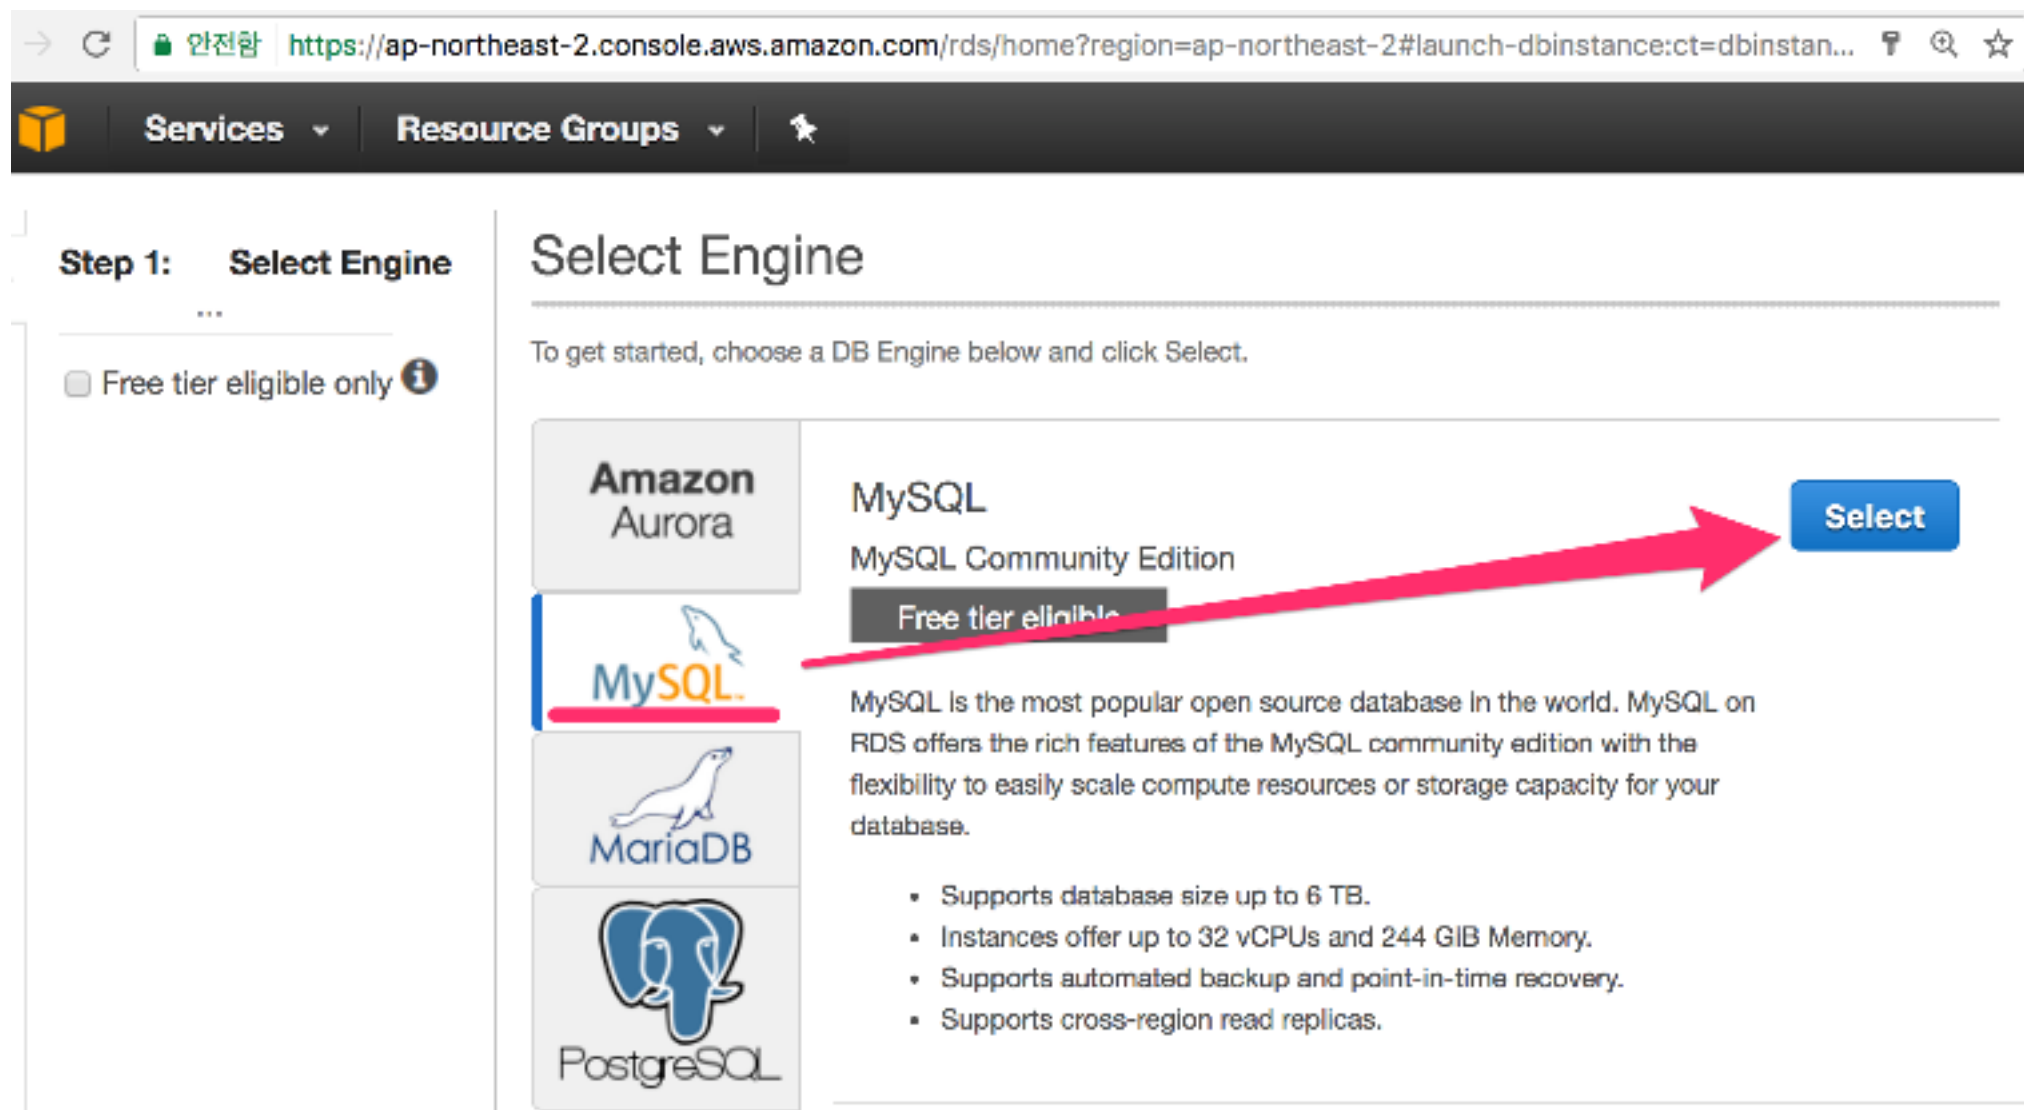 안전함 https://ap-northeast-2.console.aws.amazon.com/rds/home?region=ap-northeast-2#launch-dbinstance:ct=dbinstan...
Services Resource Groups
Step 1: Select Engine
...
Free tier eligible only
Select Engine
To get started, choose a DB Engine below and click Select.
Amazon
Aurora
MySQL
MariaDB
PostgreSQL
MySQL
Select
MySQL Community Edition
Free tier eligible
MySQL is the most popular open source database in the world. MySQL on
RDS offers the rich features of the MySQL community edition with the
flexibility to easily scale compute resources or storage capacity for your
database.
• Supports database size up to 6 TB.
• Instances offer up to 32 vCPUs and 244 GiB Memory.
• Supports automated backup and point-in-time recovery.
• Supports cross-region read replicas.